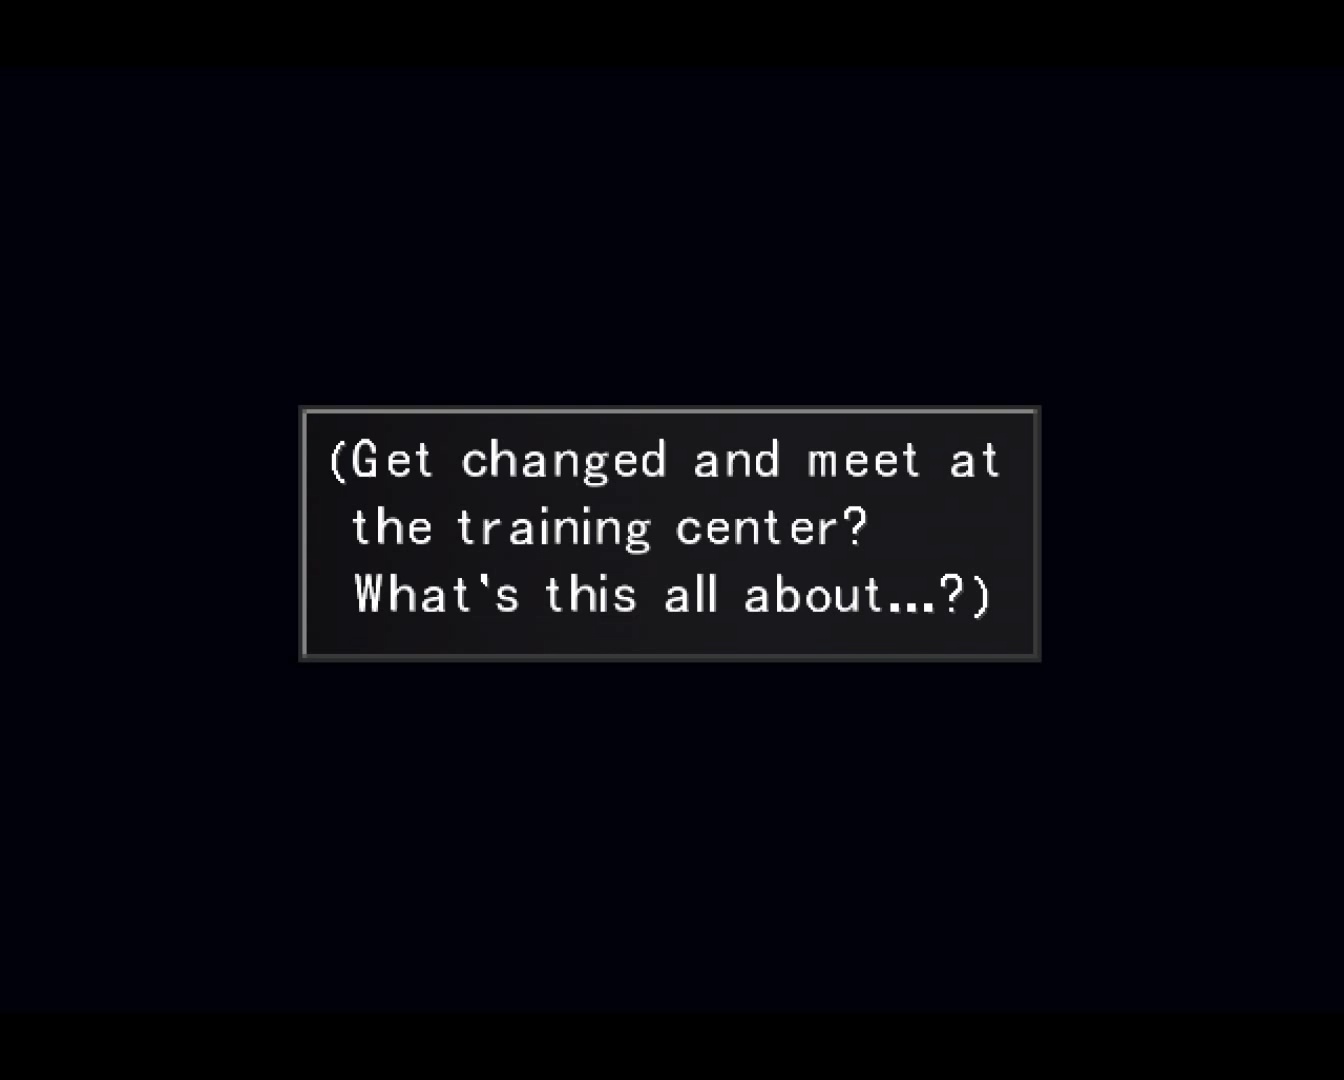 (Get changed and meet at
the training center?
What's this all about...?)